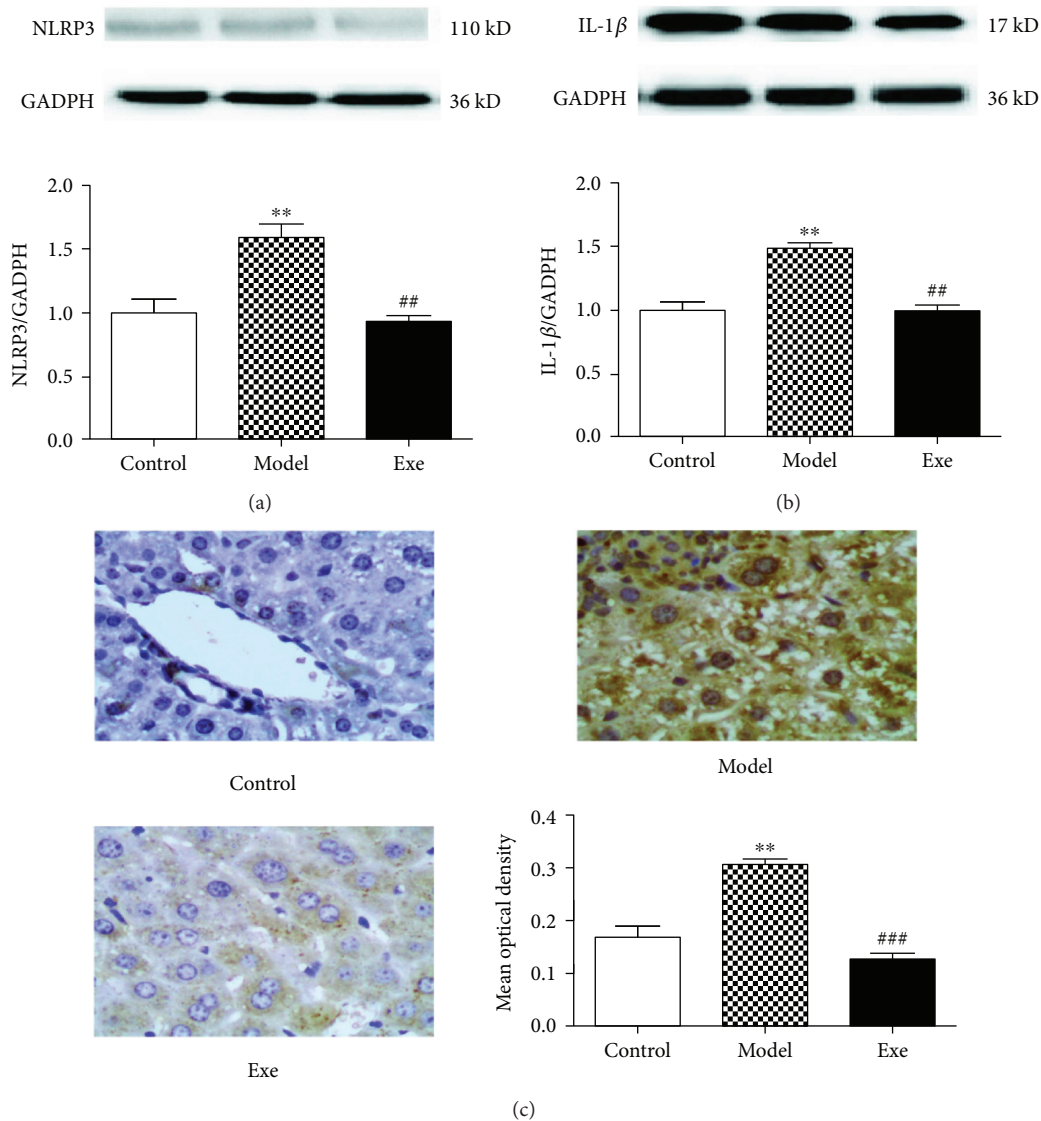 NLRP3
110 kD
GADPH
36 kD
2.0
1.5
1.0
0.5
0.0
NLRP3/GADPH
**
##
Control
Model
Exe
(a)
IL-1β
17 kD
GADPH
36 kD
2.0
1.5
1.0
0.5
0.0
IL-1β/GADPH
**
##
Control
Model
Exe
(b)
Control
Model
Exe
0.4
0.3
0.2
0.1
0.0
Mean optical density
**
###
Control
Model
Exe
(c)